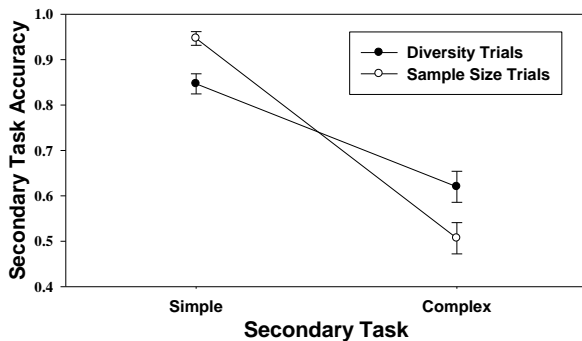 1.0
0.9
0.8
0.7
0.6
0.5
0.4
Secondary Task Accuracy
Diversity Trials
Sample Size Trials
Simple
Complex
Secondary Task